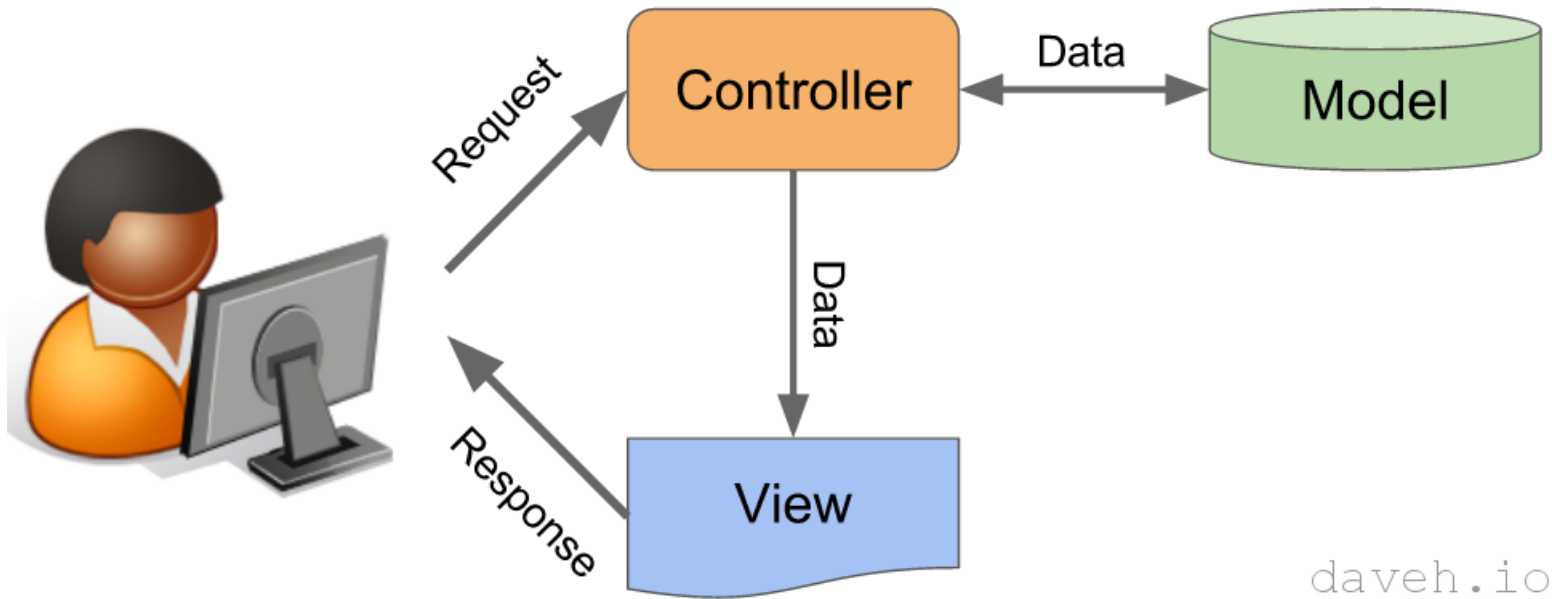 Request
Controller
Data
Model
Data
Response
View
daveh.io